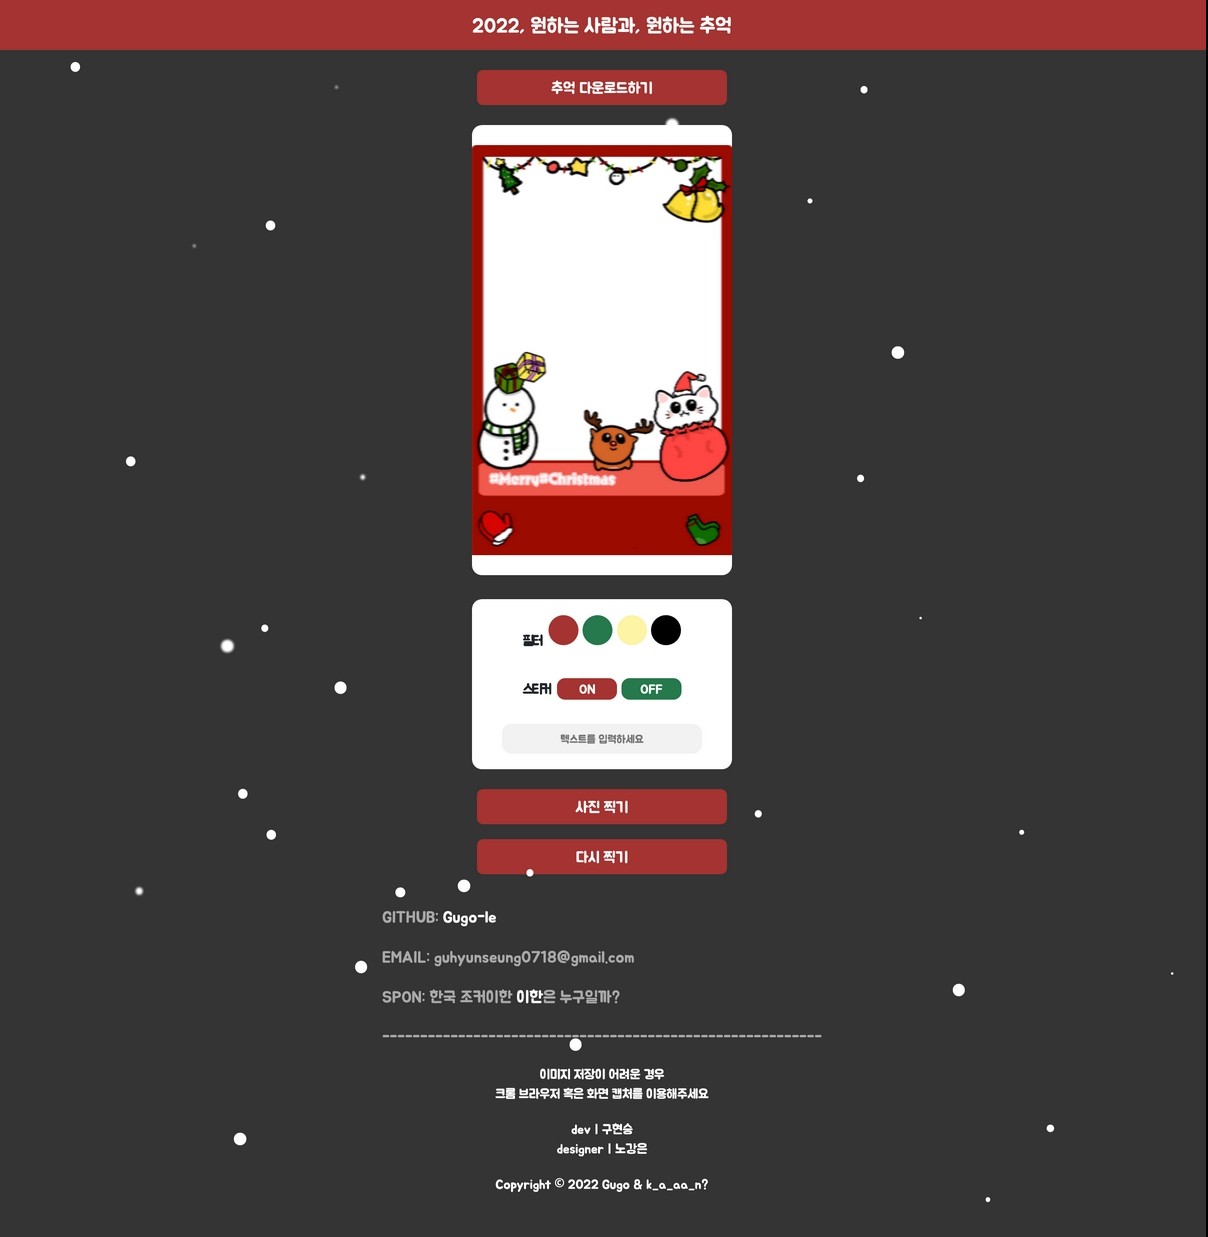 2022, 원하는 사람과, 원하는 추억
추억 다운로드하기
#Merry#Christmas
필터
스티커 ON OFF
텍스트를 입력하세요
사진 찍기
다시 찍기
GITHUB: Gugo-le
EMAIL: guhyunseung0718@gmail.com
SPON: 한국 조커이한 이한은 누구일까?
----------------------------------------------------------
이미지 저장이 어려운 경우
크롬 브라우저 혹은 화면 캡처를 이용해주세요
dev | 구현승
designer | 노강은
Copyright © 2022 Gugo & k_a_aa_n?